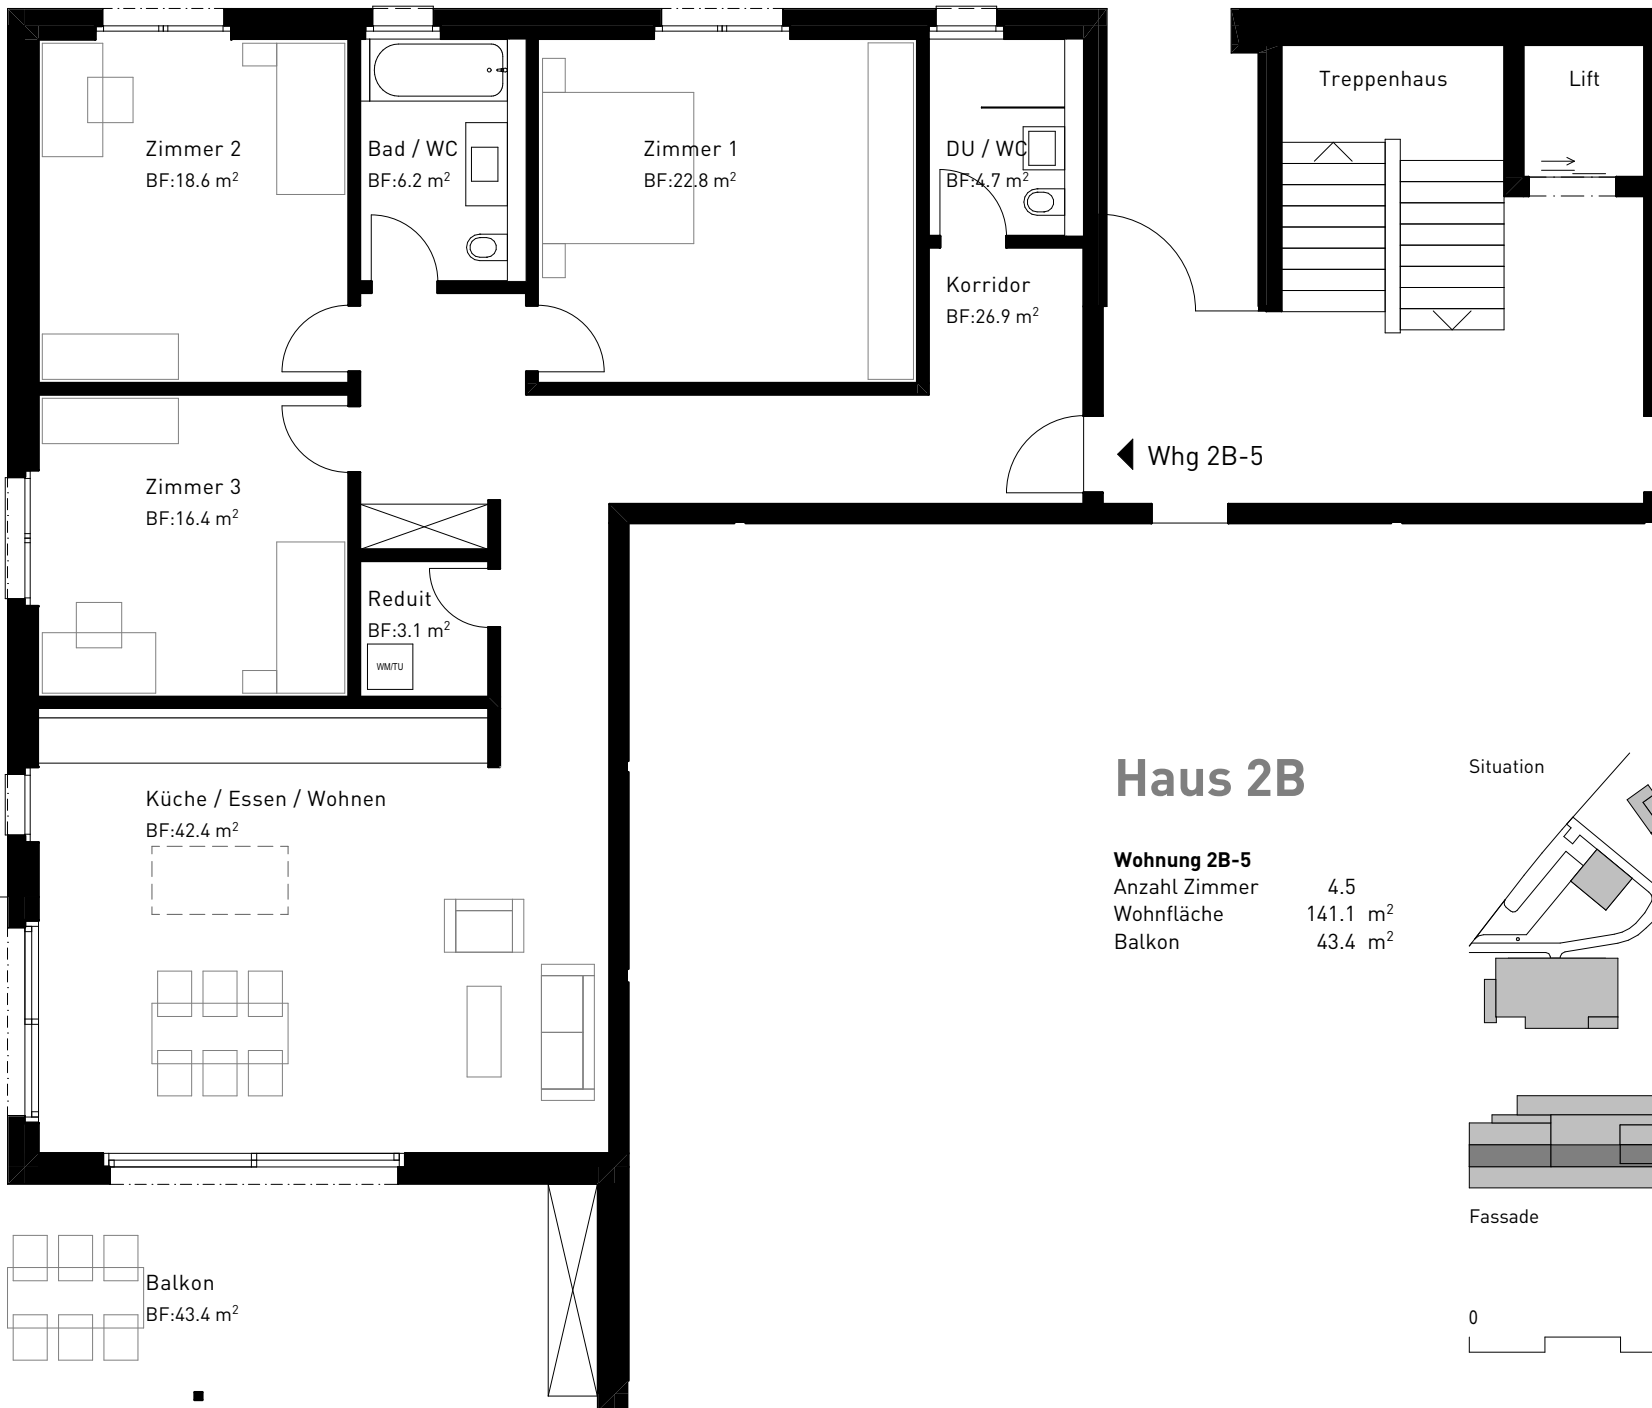 Treppenhaus
Lift
Zimmer 2
BF:18.6 m²
Bad / WC
BF:6.2 m²
Zimmer 1
BF:22.8 m²
DU / WC
BF:4.7 m²
Korridor
BF:26.9 m²
Whg 2B-5
Zimmer 3
BF:16.4 m²
Reduit
BF:3.1 m²
WM/TU
Küche / Essen / Wohnen
BF:42.4 m²
Haus 2B
Wohnung 2B-5
Anzahl Zimmer 4.5
Wohnfläche 141.1 m²
Balkon 43.4 m²
Situation
Fassade
0
Balkon
BF:43.4 m²